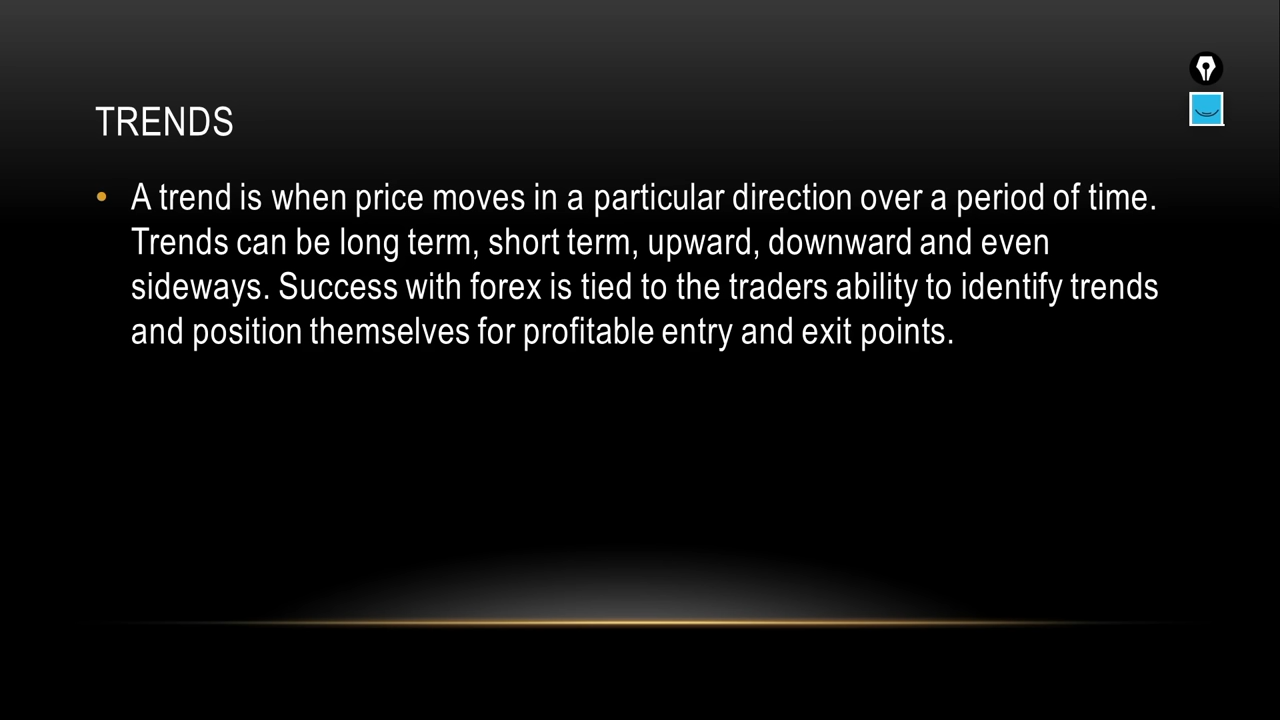 TRENDS
• A trend is when price moves in a particular direction over a period of time.
Trends can be long term, short term, upward, downward and even
sideways. Success with forex is tied to the traders ability to identify trends
and position themselves for profitable entry and exit points.